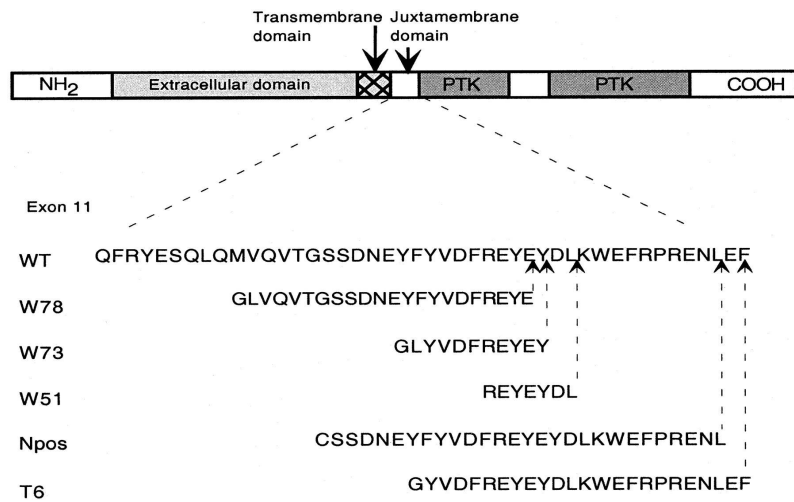 Transmembrane Juxtamembrane
domain domain
NH2 Extracellular domain PTK PTK COOH
Exon 11
WT QFRYESQLQMVQVTGSSDNEYFYVDFREYEYDLKWEFRPRENLEF
W78 GLVQVTGSSDNEYFYVDFREYE
W73 GLYVDFREYEY
W51 REYEYDL
Npos CSSDNEYFYVDFREYEYDLKWEFPRENL
T6 GYVDFREYEYDLKWEFRPRENLEF